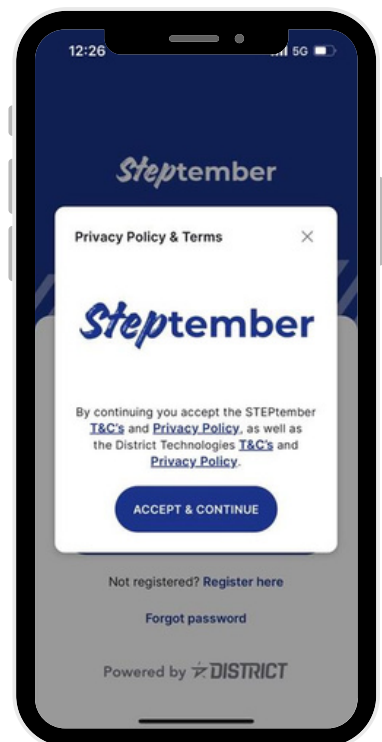 12:26
5G
Steptember
Privacy Policy & Terms
Steptember
By continuing you accept the STEPtember
T&C's and Privacy Policy, as well as
the District Technologies T&C's and
Privacy Policy.
ACCEPT & CONTINUE
Not registered? Register here
Forgot password
Powered by DISTRICT